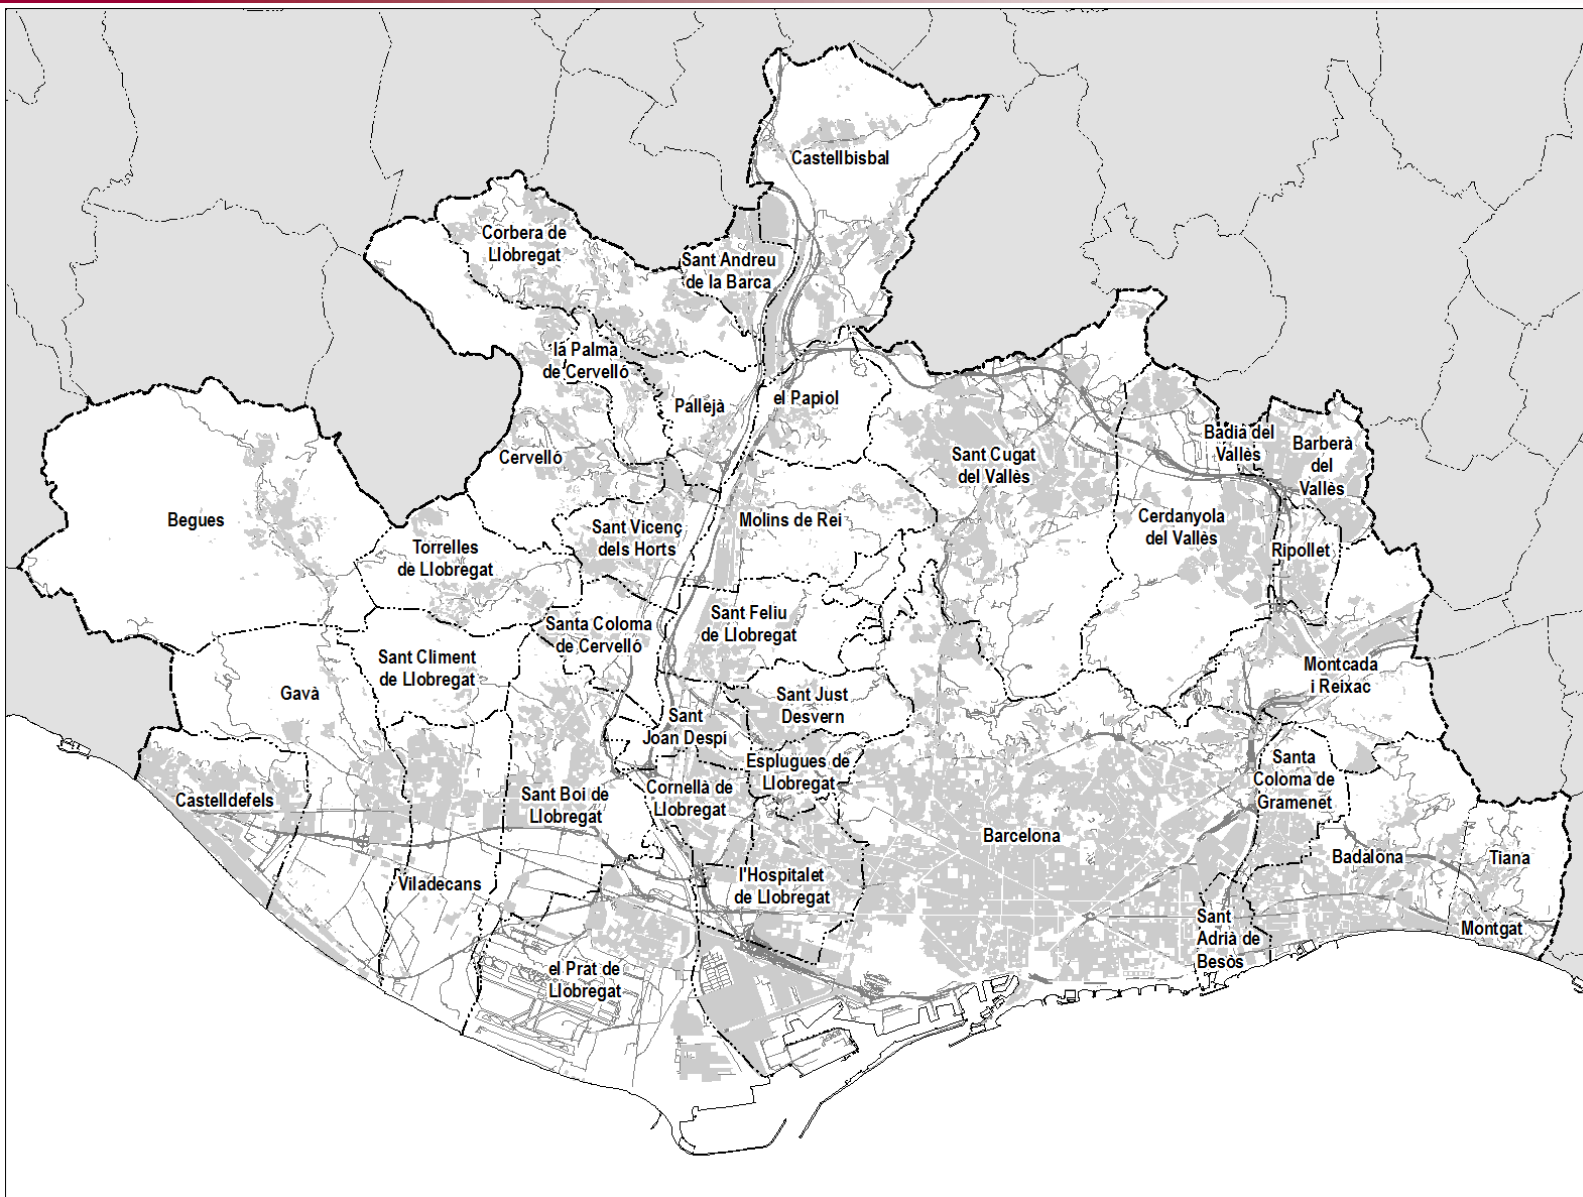 Castellbisbal
Corbera de
Llobregat
Sant Andreu
de la Barca
la Palma
de Cervelló
Pallejà
el Papiol
Cervelló
Sant Cugat
del Vallès
Badia del
Vallès
Barberà
del
Vallès
Begues
Torrelles
de Llobregat
Sant Vicenç
dels Horts
Molins de Rei
Cerdanyola
del Vallès
Ripollet
Santa Coloma
de Cervelló
Sant Feliu
de Llobregat
Sant Climent
de Llobregat
Gavà
Sant Just
Desvern
Montcada
i Reixac
Sant
Joan Despí
Esplugues de
Llobregat
Santa
Coloma de
Gramenet
Castelldefels
Sant Boi de
Llobregat
Cornellà de
Llobregat
Barcelona
Badalona
Tiana
Viladecans
l'Hospitalet
de Llobregat
Sant
Adrià de
Besòs
Montgat
el Prat de
Llobregat